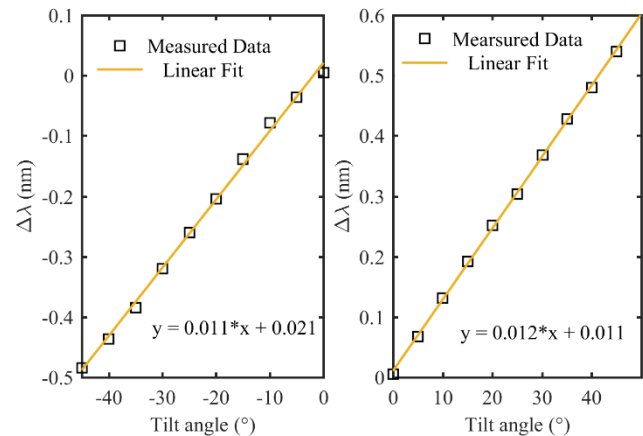 Measured Data
Linear Fit
0
-0.1
-0.2
-0.3
-0.4
-0.5
Δλ (nm)
y = 0.011*x + 0.021
-40
-30
-20
-10
0
Tilt angle (°)
0.6
Mearsured Data
Linear Fit
0.5
0.4
0.3
0.2
0.1
0
Δλ (nm)
y = 0.012*x + 0.011
0
10
20
30
40
Tilt angle (°)